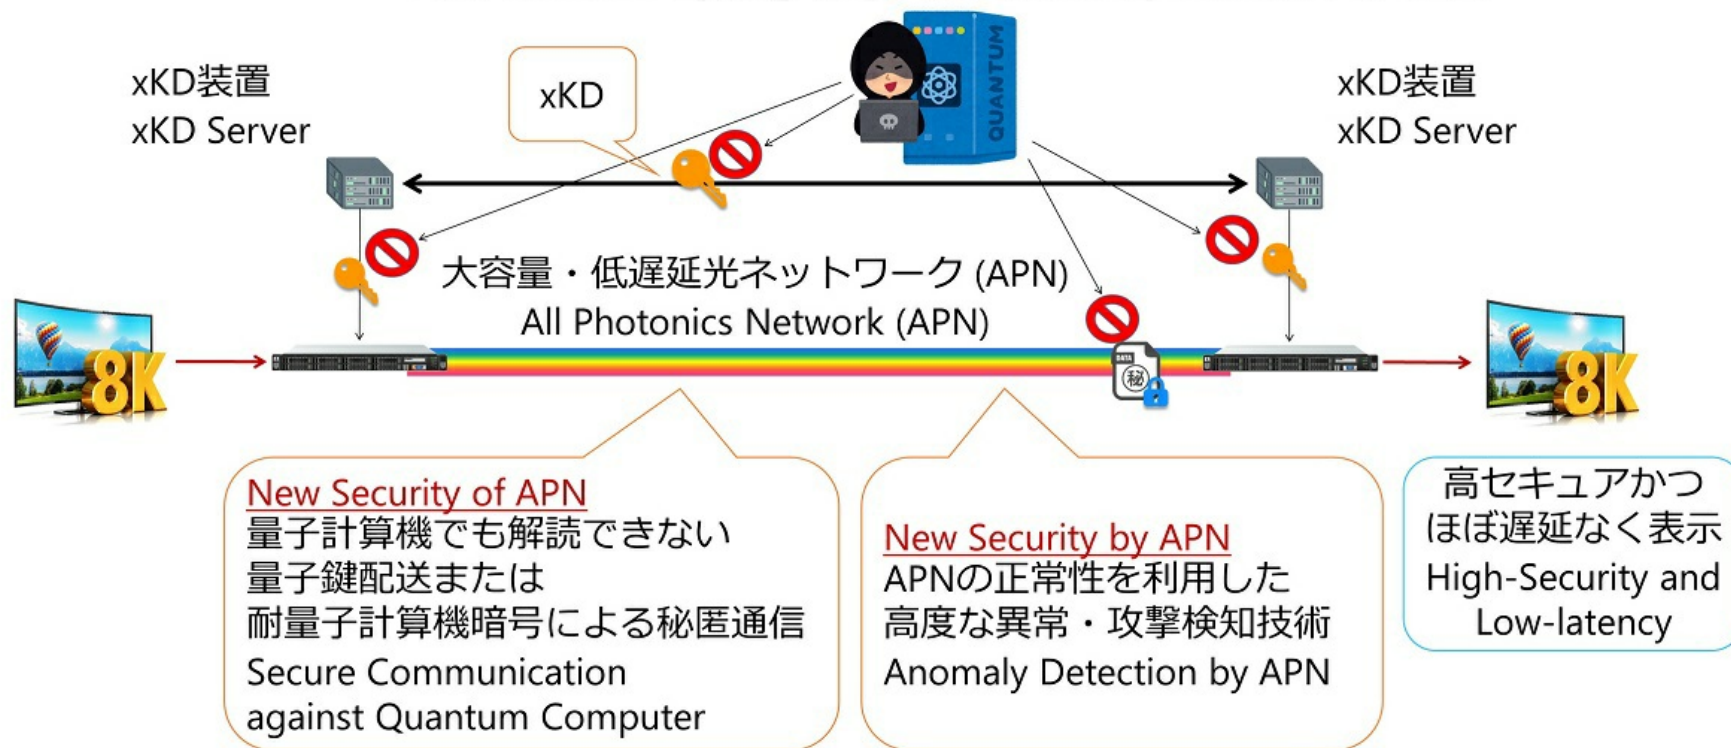 xKD装置
xKD Server
xKD
QUANTUM
xKD装置
xKD Server
大容量・低遅延光ネットワーク (APN)
All Photonics Network (APN)
8K
DATA
秘
8K
New Security of APN
量子計算機でも解読できない
量子鍵配送または
耐量子計算機暗号による秘匿通信
Secure Communication
against Quantum Computer
New Security by APN
APNの正常性を利用した
高度な異常・攻撃検知技術
Anomaly Detection by APN
高セキュアかつ
ほぼ遅延なく表示
High-Security and
Low-latency